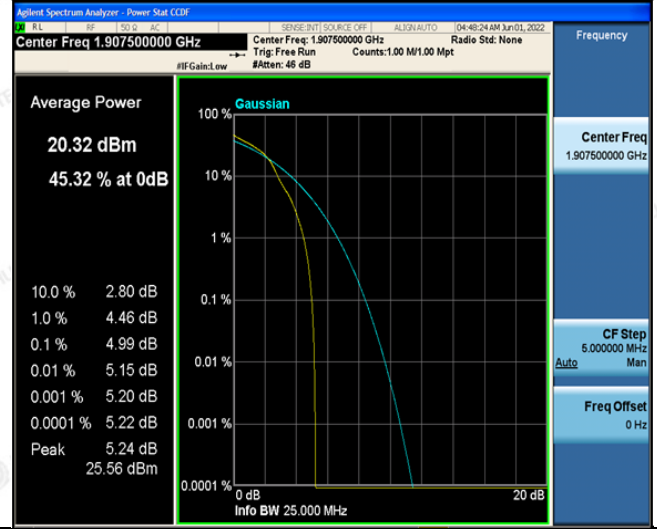 Agilent Spectrum Analyzer - Power Stat CCDF
RL RF 50 Ω AC SENSE:INT SOURCE OFF ALIGN AUTO 04:48:24 AM Jun 01, 2022
Center Freq 1.907500000 GHz
Center Freq: 1.907500000 GHz Radio Std: None
Trig: Free Run Counts:1.00 M/1.00 Mpt
#IFGain:Low #Atten: 46 dB
Frequency
Average Power
20.32 dBm
45.32 % at 0dB
10.0 % 2.80 dB
1.0 % 4.46 dB
0.1 % 4.99 dB
0.01 % 5.15 dB
0.001 % 5.20 dB
0.0001 % 5.22 dB
Peak 5.24 dB
25.56 dBm
Gaussian
100 %
10 %
1 %
0.1 %
0.01 %
0.001 %
0.0001 %
0 dB 20 dB
Info BW 25.000 MHz
Center Freq
1.907500000 GHz
CF Step
5.000000 MHz
Auto Man
Freq Offset
0 Hz